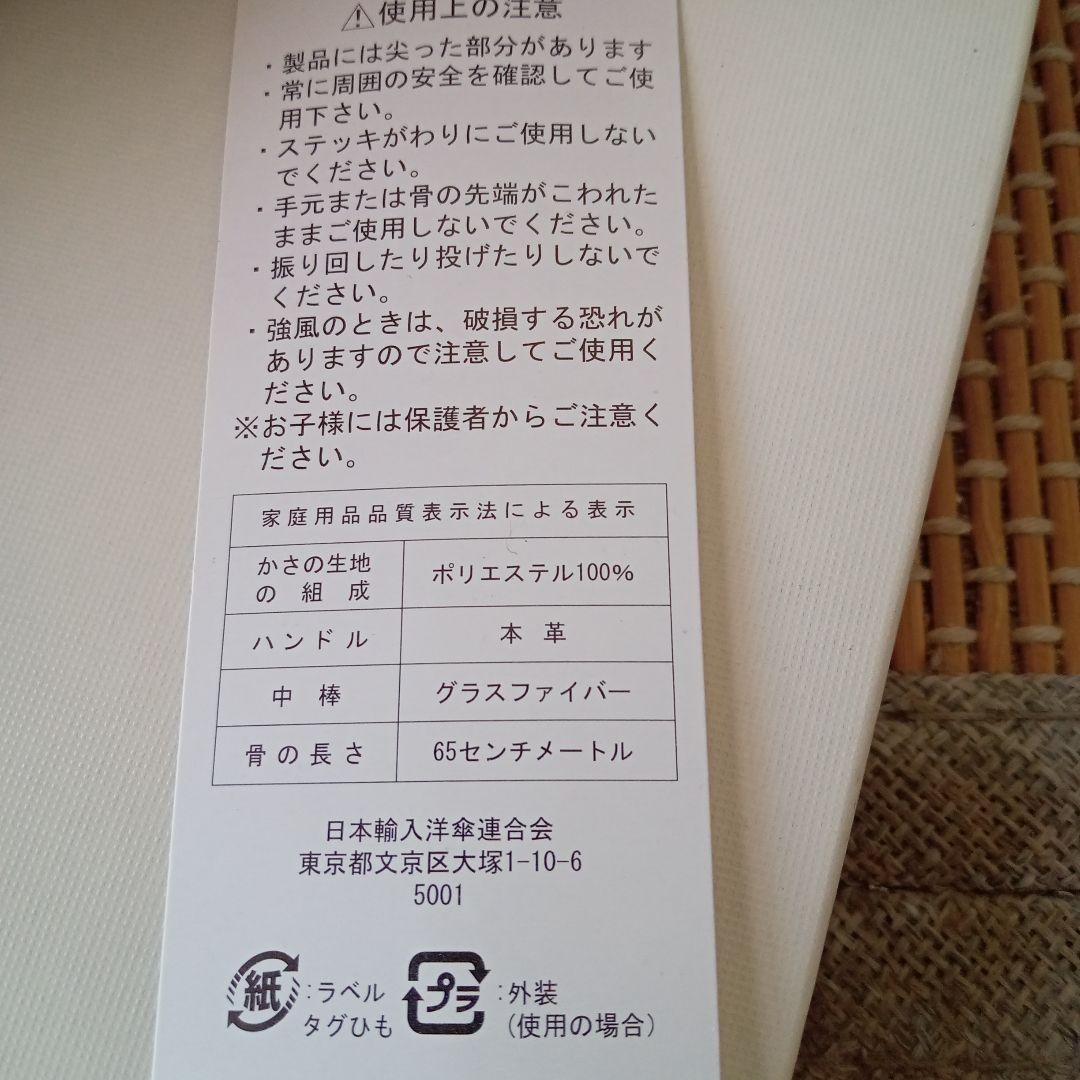 ⚠使用上の注意
・製品には尖った部分があります
・常に周囲の安全を確認してご使
用下さい。
・ステッキがわりにご使用しない
でください。
・手元または骨の先端がこわれた
ままご使用しないでください。
・振り回したり投げたりしないで
ください。
・強風のときは、破損する恐れが
ありますので注意してご使用く
ださい。
※お子様には保護者からご注意く
ださい。
家庭用品品質表示法による表示
かさの生地
の組成
ポリエステル100%
ハンドル
本革
中棒
グラスファイバー
骨の長さ
65センチメートル
日本輸入洋傘連合会
東京都文京区大塚1-10-6
5001
紙:ラベル
タグひも
プラ:外装
(使用の場合)